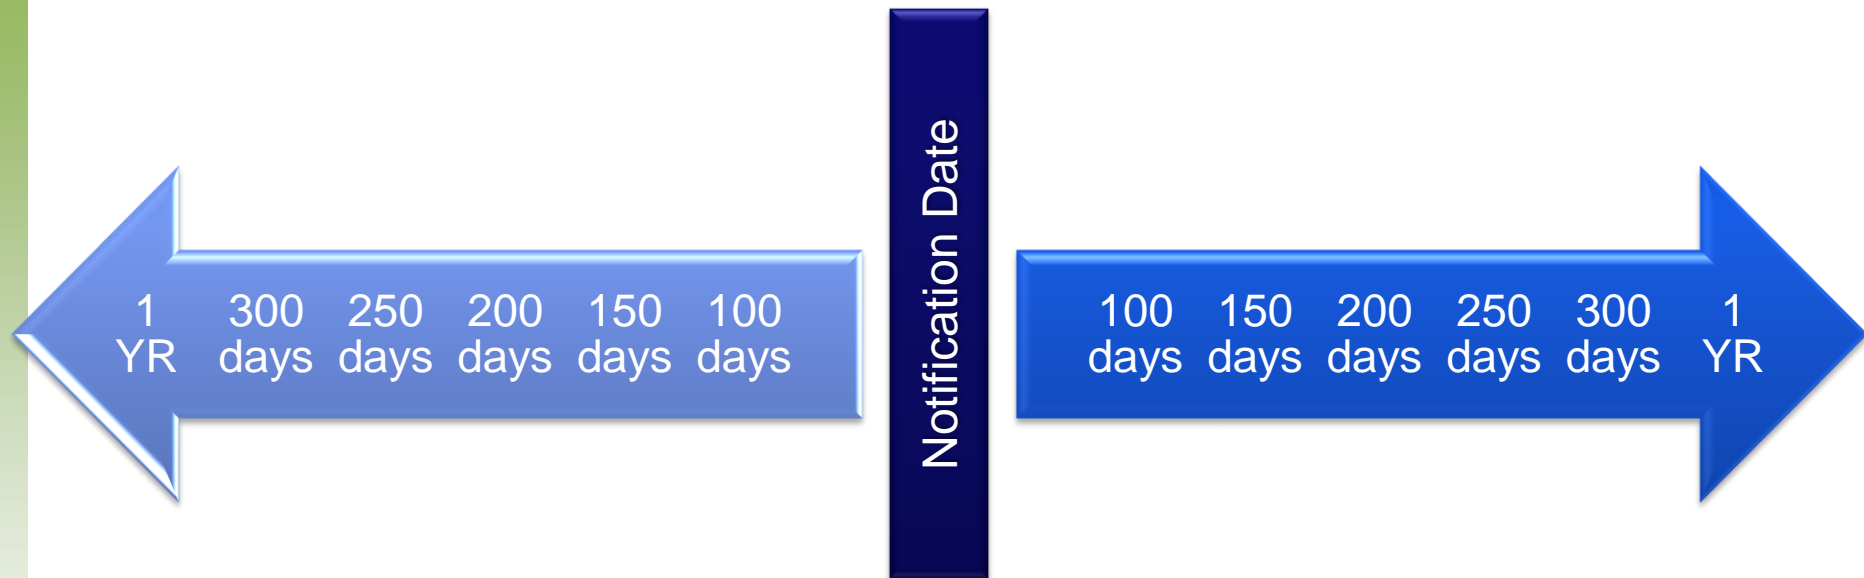 1 300 250 200 150 100
YR days days days days days
Notification Date
100 150 200 250 300 1
days days days days days YR